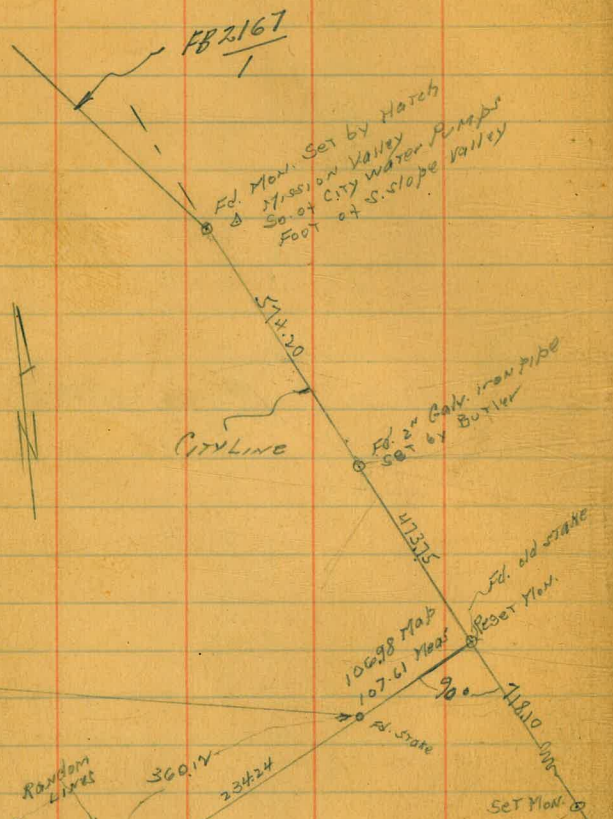 FB 2167
1
Fd. Mon. Set by Hatch
Δ Mission Valley
So. of City Water Pumps
Foot of S. Slope Valley
574.20
City Line
Fd. 2" Galv. iron pipe
Set by Butler
N
473.75
Fd. old stake
Reset Mon.
106.98 Map
107.61 Meas
90°
718.10
Fd. stake
360.12
234.24
Random
Lines
Set Mon.